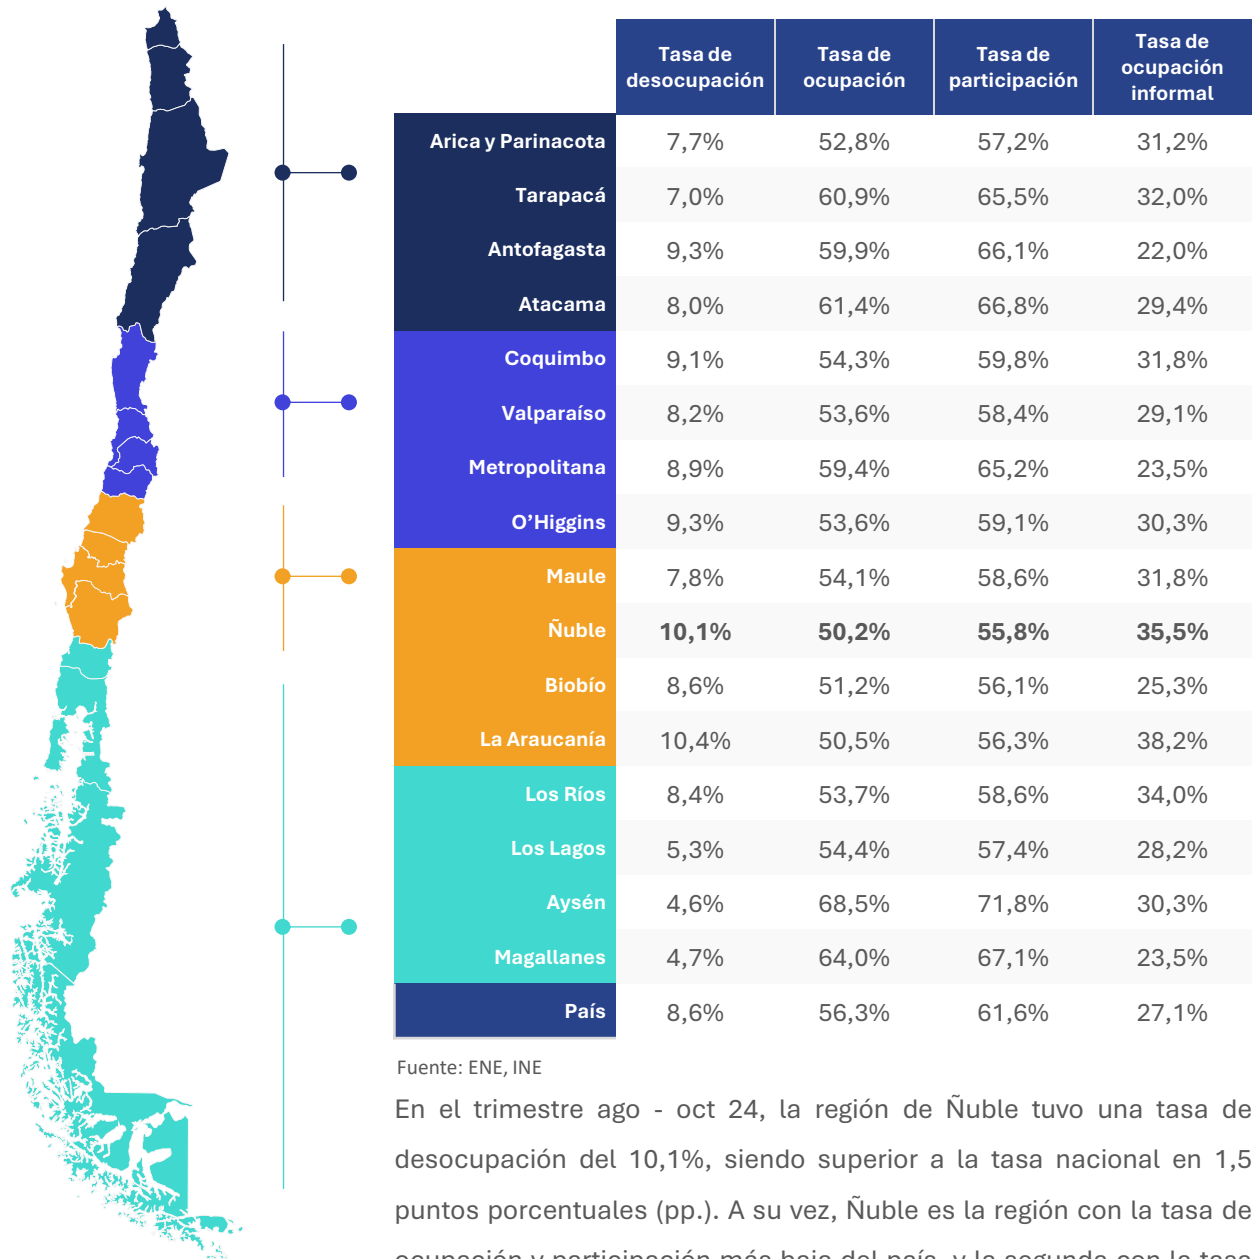 Tasa de desocupación Tasa de ocupación Tasa de participación Tasa de ocupación informal
Arica y Parinacota 7,7% 52,8% 57,2% 31,2%
Tarapacá 7,0% 60,9% 65,5% 32,0%
Antofagasta 9,3% 59,9% 66,1% 22,0%
Atacama 8,0% 61,4% 66,8% 29,4%
Coquimbo 9,1% 54,3% 59,8% 31,8%
Valparaíso 8,2% 53,6% 58,4% 29,1%
Metropolitana 8,9% 59,4% 65,2% 23,5%
O’Higgins 9,3% 53,6% 59,1% 30,3%
Maule 7,8% 54,1% 58,6% 31,8%
Ñuble 10,1% 50,2% 55,8% 35,5%
Biobío 8,6% 51,2% 56,1% 25,3%
La Araucanía 10,4% 50,5% 56,3% 38,2%
Los Ríos 8,4% 53,7% 58,6% 34,0%
Los Lagos 5,3% 54,4% 57,4% 28,2%
Aysén 4,6% 68,5% 71,8% 30,3%
Magallanes 4,7% 64,0% 67,1% 23,5%
País 8,6% 56,3% 61,6% 27,1%
Fuente: ENE, INE
En el trimestre ago - oct 24, la región de Ñuble tuvo una tasa de
desocupación del 10,1%, siendo superior a la tasa nacional en 1,5
puntos porcentuales (pp.). A su vez, Ñuble es la región con la tasa de
ocupación y participación más baja del país, y la segunda con la tasa